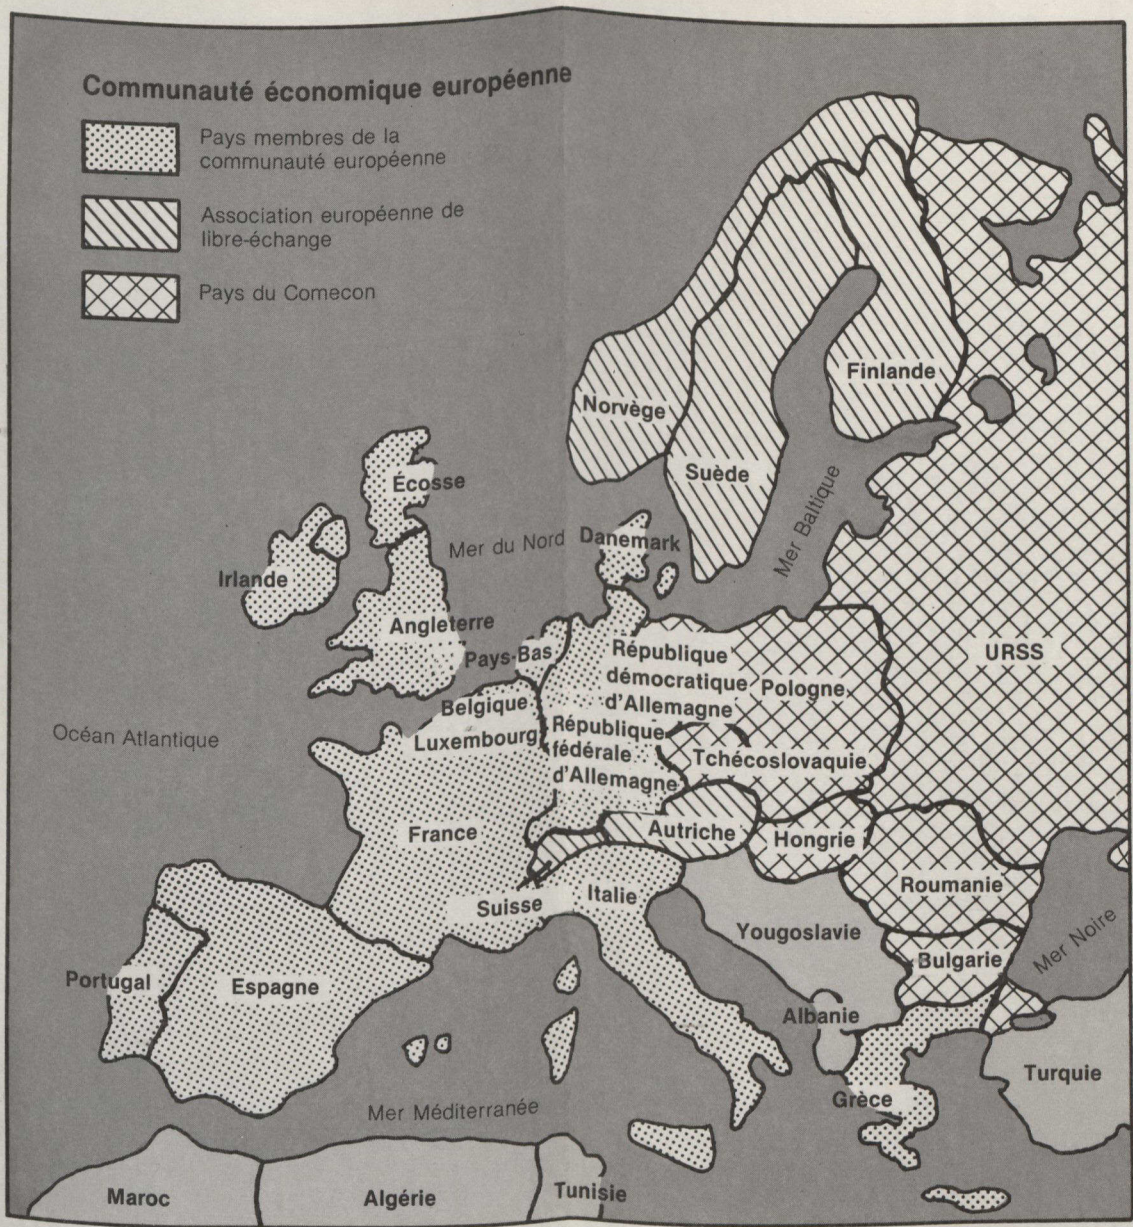 Communauté économique européenne
Pays membres de la
communauté européenne
Association européenne de
libre-échange
Pays du Comecon
Norvège
Suède
Finlande
Écosse
Irlande
Angleterre
Mer du Nord
Danemark
Mer Baltique
Pays-Bas
Belgique
Luxembourg
République
démocratique
d'Allemagne
République
fédérale
d'Allemagne
Pologne
URSS
Océan Atlantique
Tchécoslovaquie
France
Autriche
Hongrie
Suisse
Italie
Roumanie
Yougoslavie
Mer Noire
Bulgarie
Portugal
Espagne
Albanie
Turquie
Grèce
Mer Méditerranée
Maroc
Algérie
Tunisie